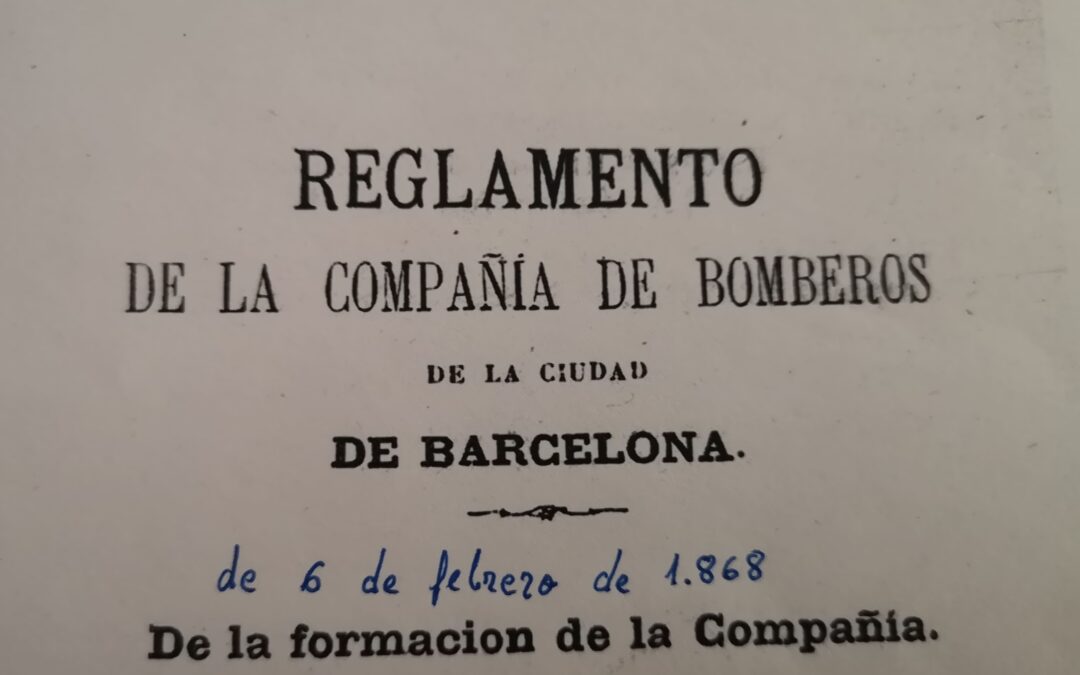 REGLAMENTO
DE LA COMPAÑÍA DE BOMBEROS
DE LA CIUDAD
DE BARCELONA.
de 6 de febrero de 1.868
De la formacion de la Compañía.